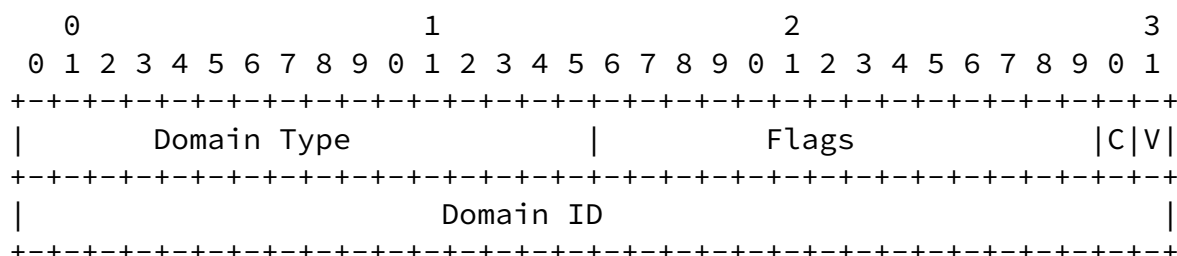 0                   1                   2                   3
 0 1 2 3 4 5 6 7 8 9 0 1 2 3 4 5 6 7 8 9 0 1 2 3 4 5 6 7 8 9 0 1
+-+-+-+-+-+-+-+-+-+-+-+-+-+-+-+-+-+-+-+-+-+-+-+-+-+-+-+-+-+-+-+-+
|       Domain Type             |         Flags             |C|V|
+-+-+-+-+-+-+-+-+-+-+-+-+-+-+-+-+-+-+-+-+-+-+-+-+-+-+-+-+-+-+-+-+
|                       Domain ID                               |
+-+-+-+-+-+-+-+-+-+-+-+-+-+-+-+-+-+-+-+-+-+-+-+-+-+-+-+-+-+-+-+-+